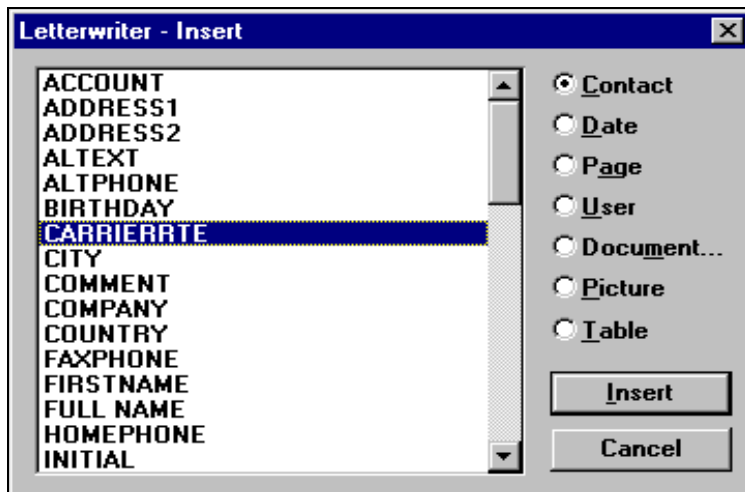 Letterwriter - Insert
ACCOUNT
ADDRESS1
ADDRESS2
ALTEXT
ALTPHONE
BIRTHDAY
CARRIERRTE
CITY
COMMENT
COMPANY
COUNTRY
FAXPHONE
FIRSTNAME
FULL NAME
HOMEPHONE
INITIAL
Contact
Date
Page
User
Document...
Picture
Table
Insert
Cancel